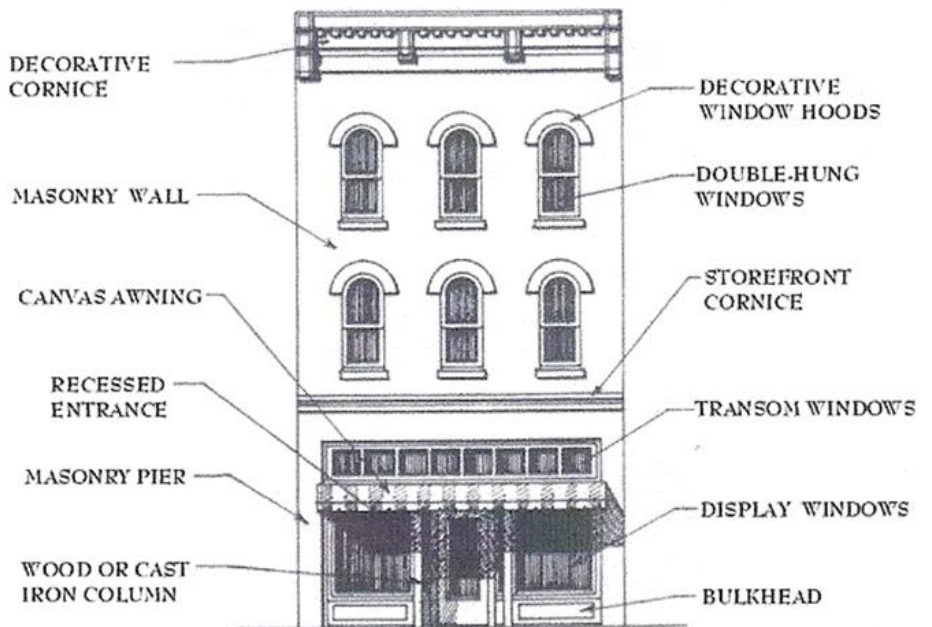 DECORATIVE
CORNICE
MASONRY WALL
CANVAS AWNING
RECESSED
ENTRANCE
MASONRY PIER
WOOD OR CAST
IRON COLUMN
DECORATIVE
WINDOW HOODS
DOUBLE-HUNG
WINDOWS
STOREFRONT
CORNICE
TRANSOM WINDOWS
DISPLAY WINDOWS
BULKHEAD